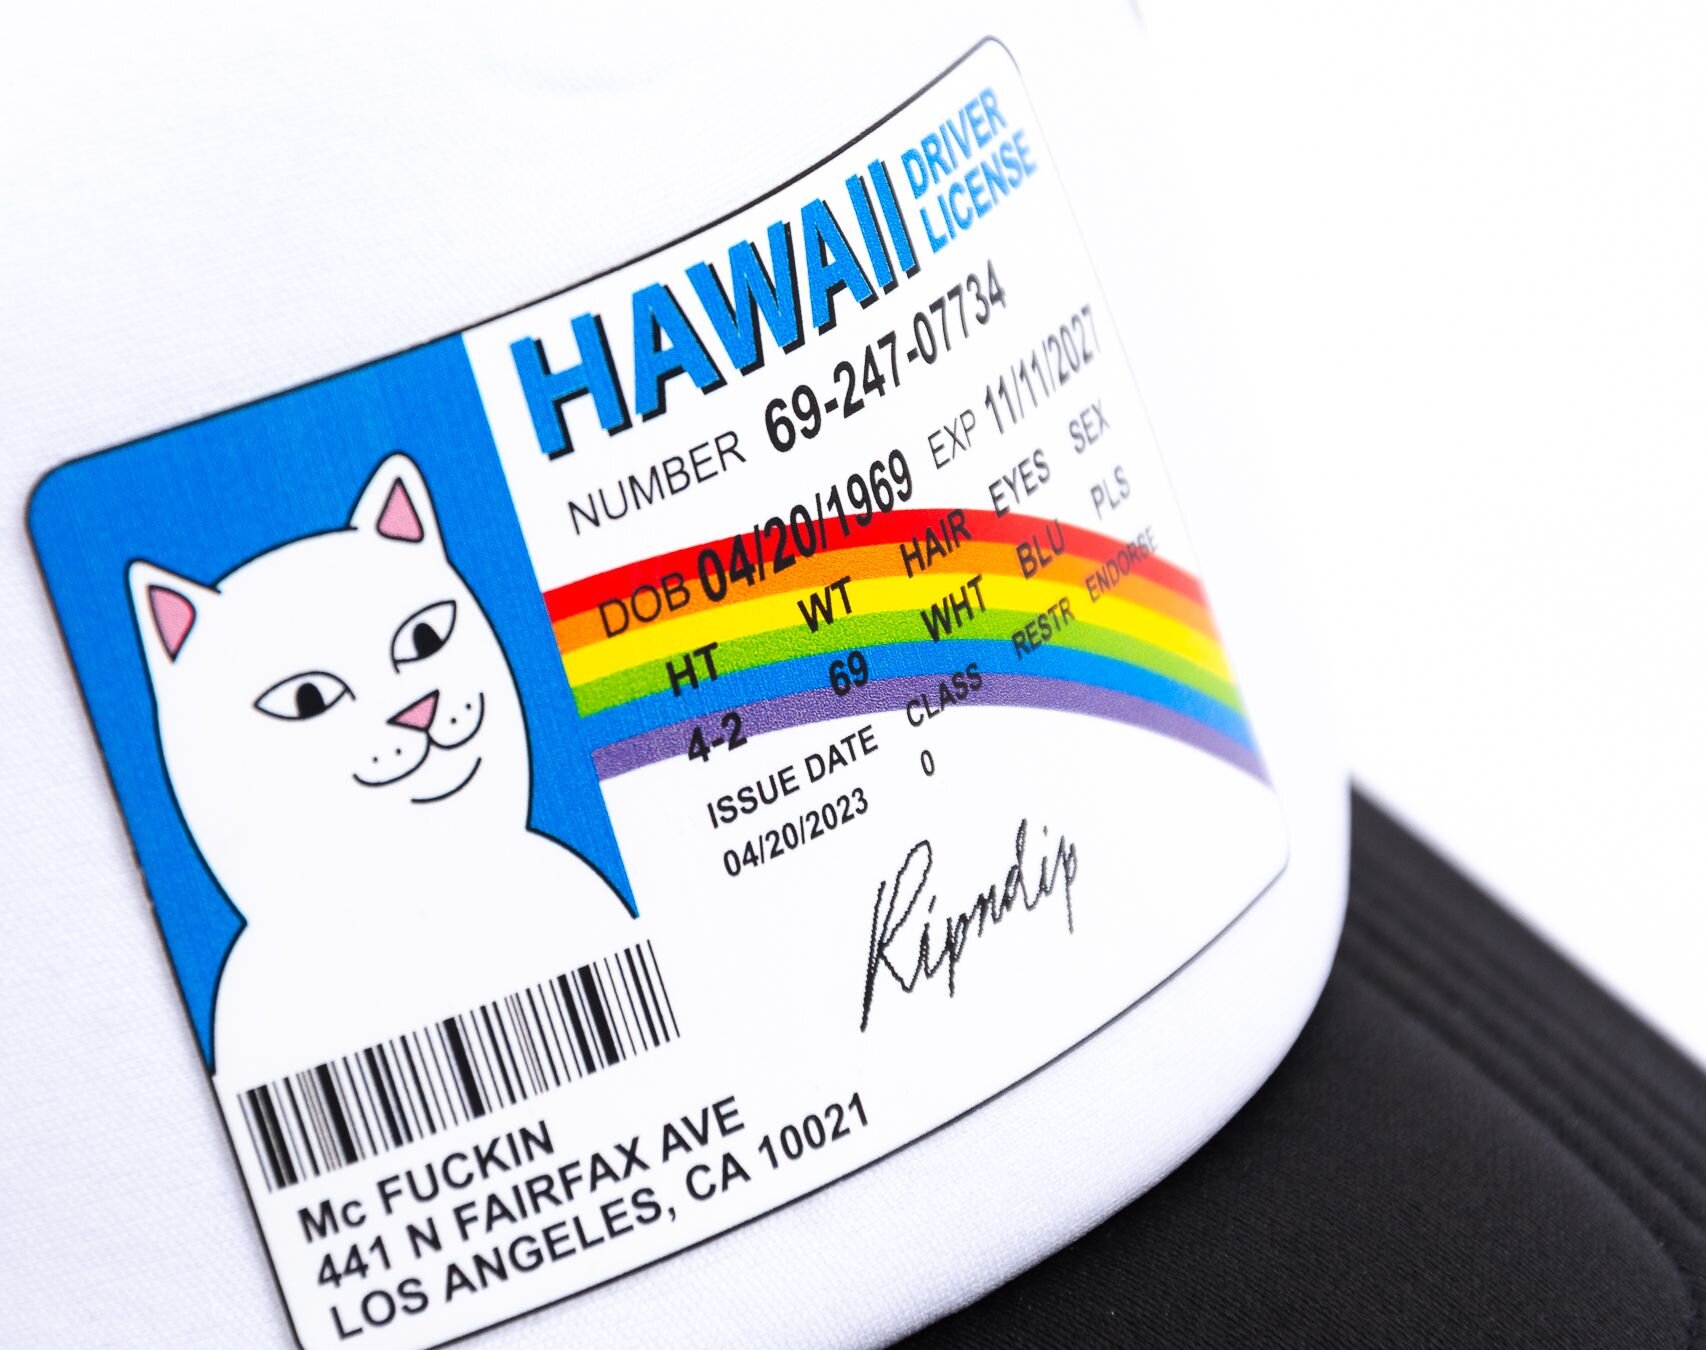 HAWAII DRIVER LICENSE
NUMBER 69-247-07734
DOB 04/20/1969 EXP 11/11/2027
HT WT HAIR EYES SEX
4-2 69 WHT BLU PLS
ISSUE DATE CLASS RESTR ENDORSE
04/20/2023 0
Ripndip
Mc FUCKIN
441 N FAIRFAX AVE
LOS ANGELES, CA 10021